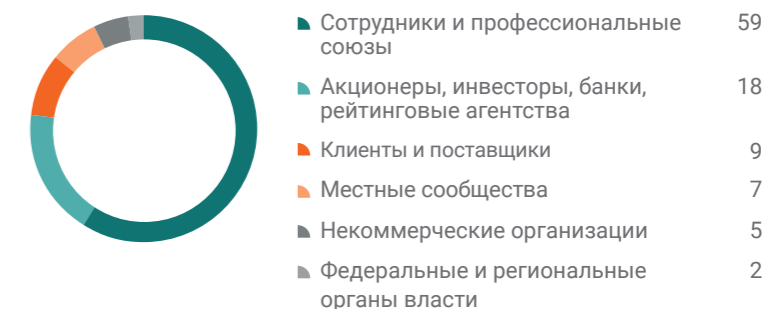 Сотрудники и профессиональные 59
союзы
Акционеры, инвесторы, банки, 18
рейтинговые агентства
Клиенты и поставщики 9
Местные сообщества 7
Некоммерческие организации 5
Федеральные и региональные 2
органы власти